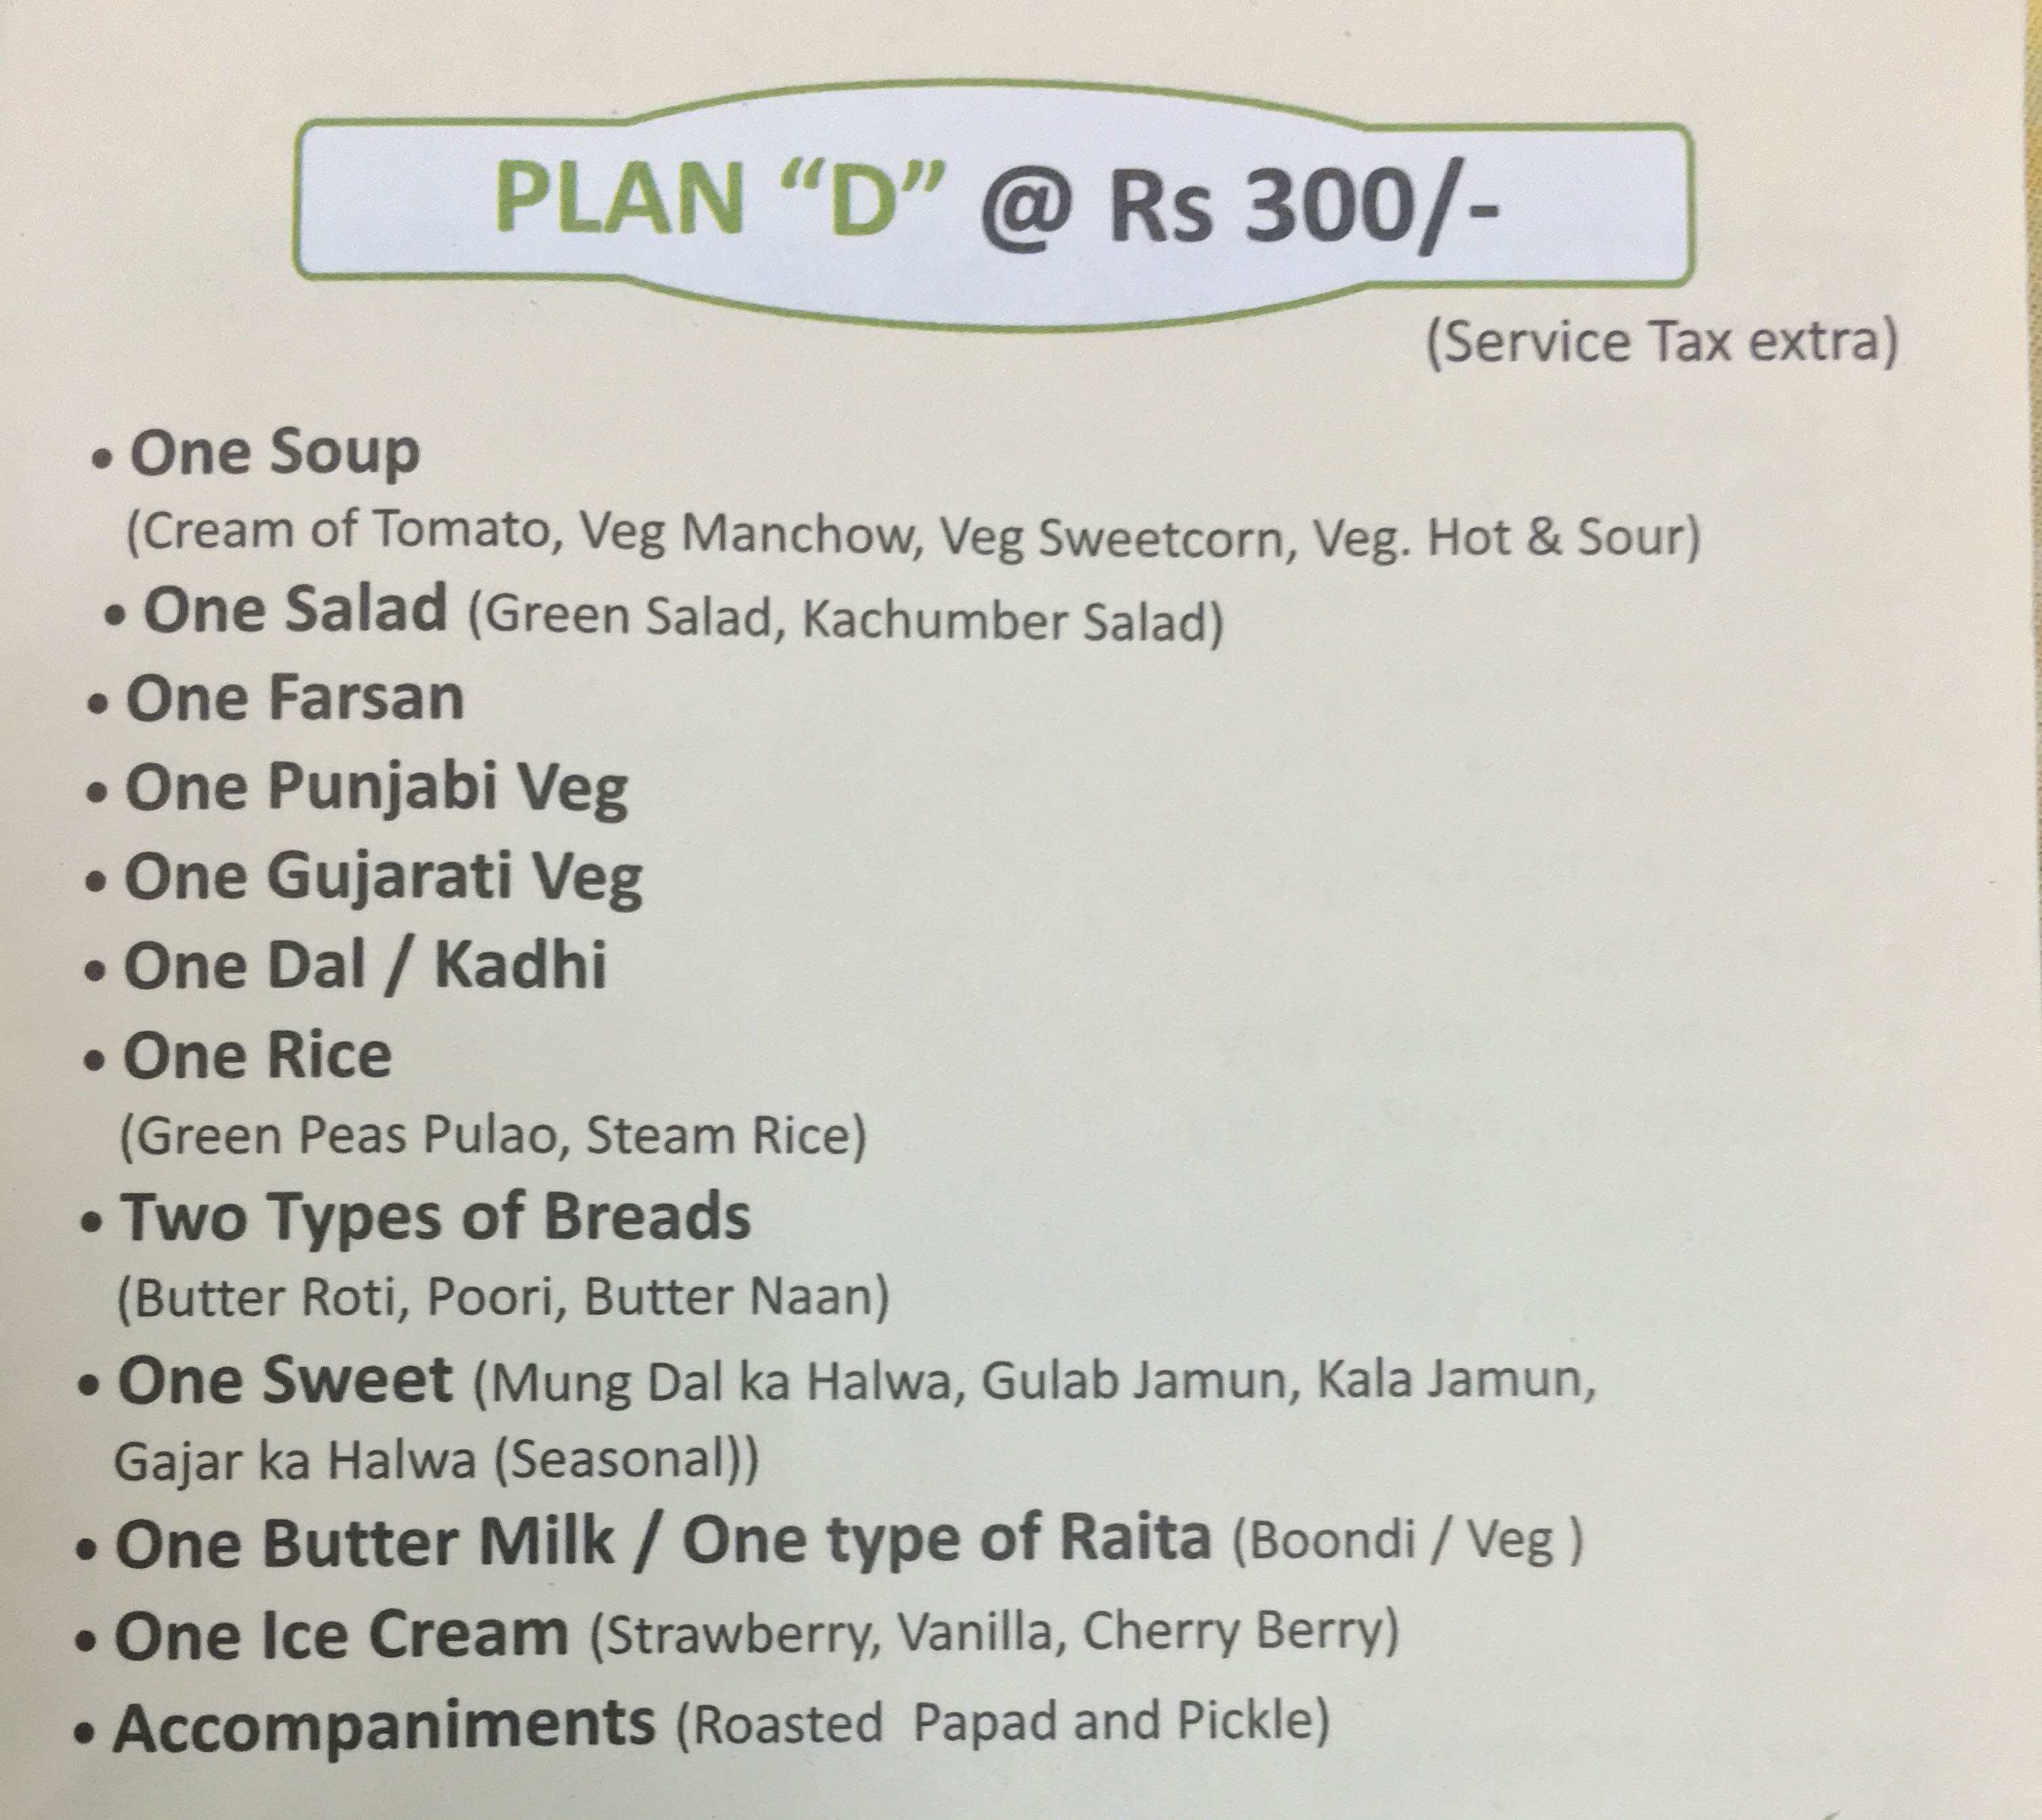 PLAN “D” @ Rs 300/-
(Service Tax extra)
• One Soup
(Cream of Tomato, Veg Manchow, Veg Sweetcorn, Veg. Hot & Sour)
• One Salad (Green Salad, Kachumber Salad)
• One Farsan
• One Punjabi Veg
• One Gujarati Veg
• One Dal / Kadhi
• One Rice
(Green Peas Pulao, Steam Rice)
• Two Types of Breads
(Butter Roti, Poori, Butter Naan)
• One Sweet (Mung Dal ka Halwa, Gulab Jamun, Kala Jamun,
Gajar ka Halwa (Seasonal))
• One Butter Milk / One type of Raita (Boondi / Veg )
• One Ice Cream (Strawberry, Vanilla, Cherry Berry)
• Accompaniments (Roasted  Papad and Pickle)